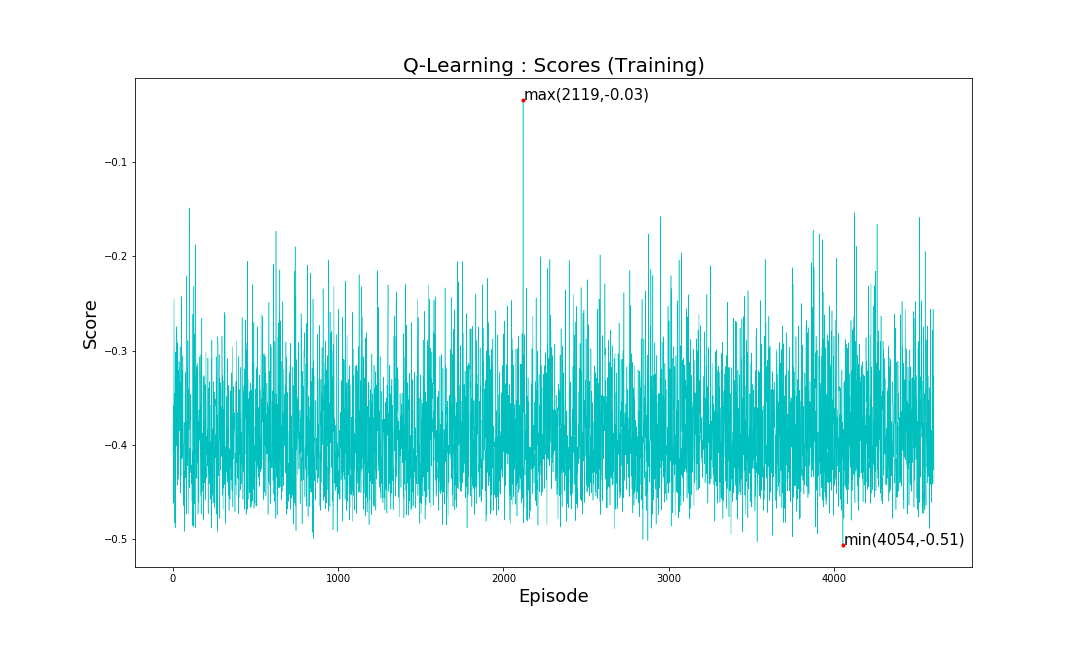 Q-Learning : Scores (Training)
max(2119,-0.03)
−0.1
−0.2
−0.3
−0.4
−0.5
Score
min(4054,-0.51)
0
1000
2000
3000
4000
Episode